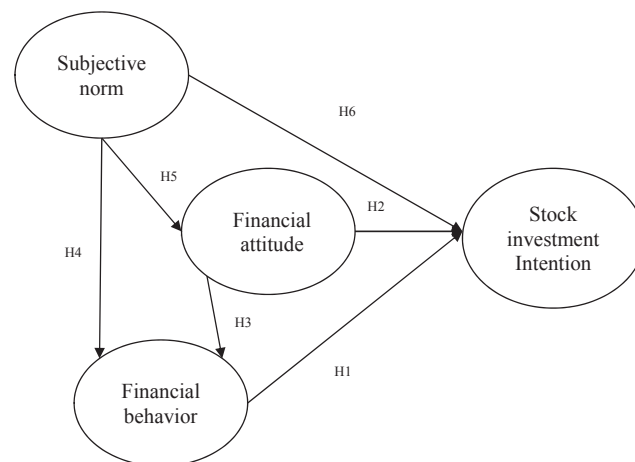 Subjective
norm
H6
H5
H2
Financial
attitude
Stock
investment
Intention
H4
H3
H1
Financial
behavior